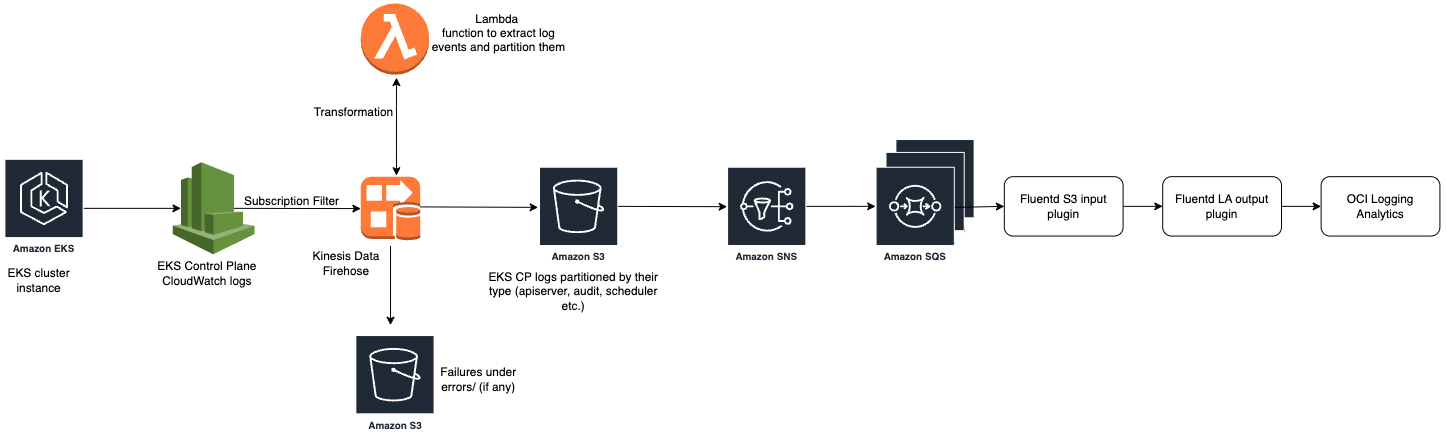 Lambda
function to extract log
events and partition them
Transformation
Amazon EKS
EKS cluster
instance
EKS Control Plane
CloudWatch logs
Subscription Filter
Kinesis Data
Firehose
Amazon S3
Failures under
errors/ (if any)
Amazon S3
EKS CP logs partitioned by their
type (apiserver, audit, scheduler
etc.)
Amazon SNS
Amazon SQS
Fluentd S3 input
plugin
Fluentd LA output
plugin
OCI Logging
Analytics